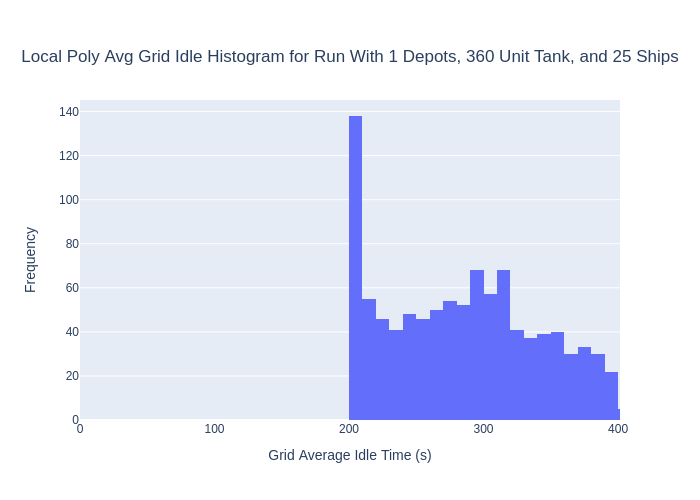 Local Poly Avg Grid Idle Histogram for Run With 1 Depots, 360 Unit Tank, and 25 Ships
140
120
100
80
60
40
20
0
Frequency
0 100 200 300 400
Grid Average Idle Time (s)